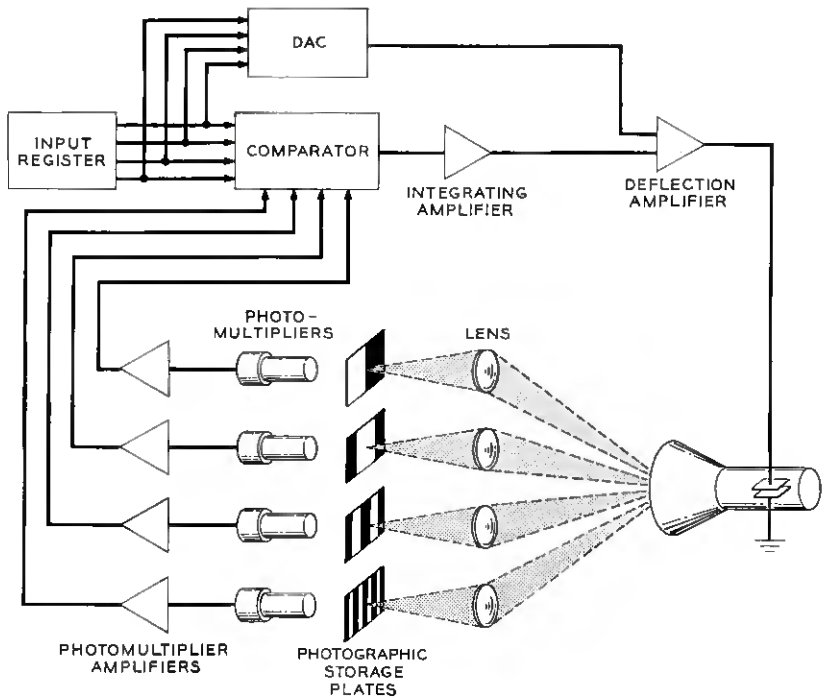 DAC
INPUT
REGISTER
COMPARATOR
INTEGRATING
AMPLIFIER
DEFLECTION
AMPLIFIER
PHOTO-
MULTIPLIERS
LENS
PHOTOMULTIPLIER
AMPLIFIERS
PHOTOGRAPHIC
STORAGE
PLATES